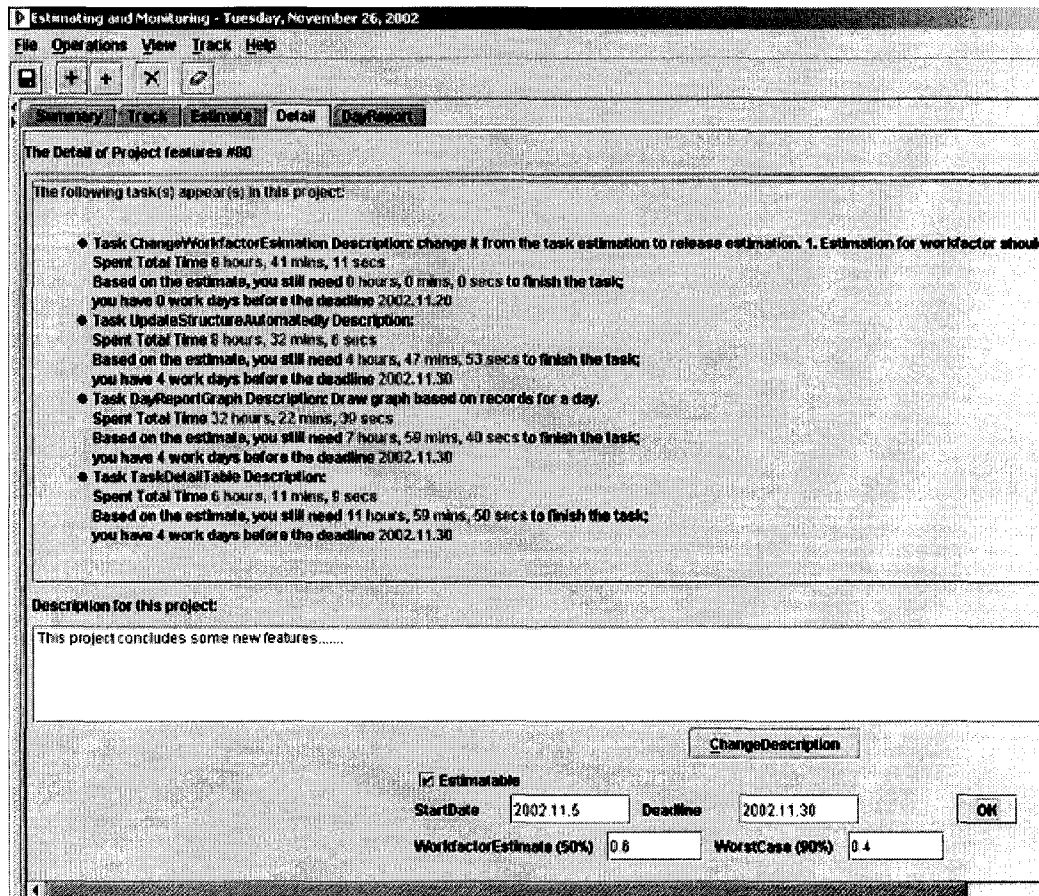 Estimating and Monitoring - Tuesday, November 26, 2002
File Operations View Track Help
Summary Track Estimate Detail DayReport
The Detail of Project features #80
The following task(s) appear(s) in this project:
Task ChangeWorkfactorEsimation Description: change it from the task estimation to release estimation. 1. Estimation for workfactor shoul
Spent Total Time 6 hours, 41 mins, 11 secs
Based on the estimate, you still need 0 hours, 0 mins, 0 secs to finish the task;
you have 0 work days before the deadline 2002.11.20
Task UpdateStructureAutomatedly Description:
Spent Total Time 8 hours, 32 mins, 6 secs
Based on the estimate, you still need 4 hours, 47 mins, 53 secs to finish the task;
you have 4 work days before the deadline 2002.11.30
Task DayReportGraph Description: Draw graph based on records for a day.
Spent Total Time 32 hours, 22 mins, 39 secs
Based on the estimate, you still need 7 hours, 59 mins, 40 secs to finish the task;
you have 4 work days before the deadline 2002.11.30
Task TaskDetailTable Description:
Spent Total Time 6 hours, 11 mins, 9 secs
Based on the estimate, you still need 11 hours, 59 mins, 50 secs to finish the task;
you have 4 work days before the deadline 2002.11.30
Description for this project:
This project concludes some new features.......
ChangeDescription
Estimatable
StartDate 2002.11.5 Deadline 2002.11.30 OK
WorkfactorEstimate (50%) 0.6 WorstCase (90%) 0.4